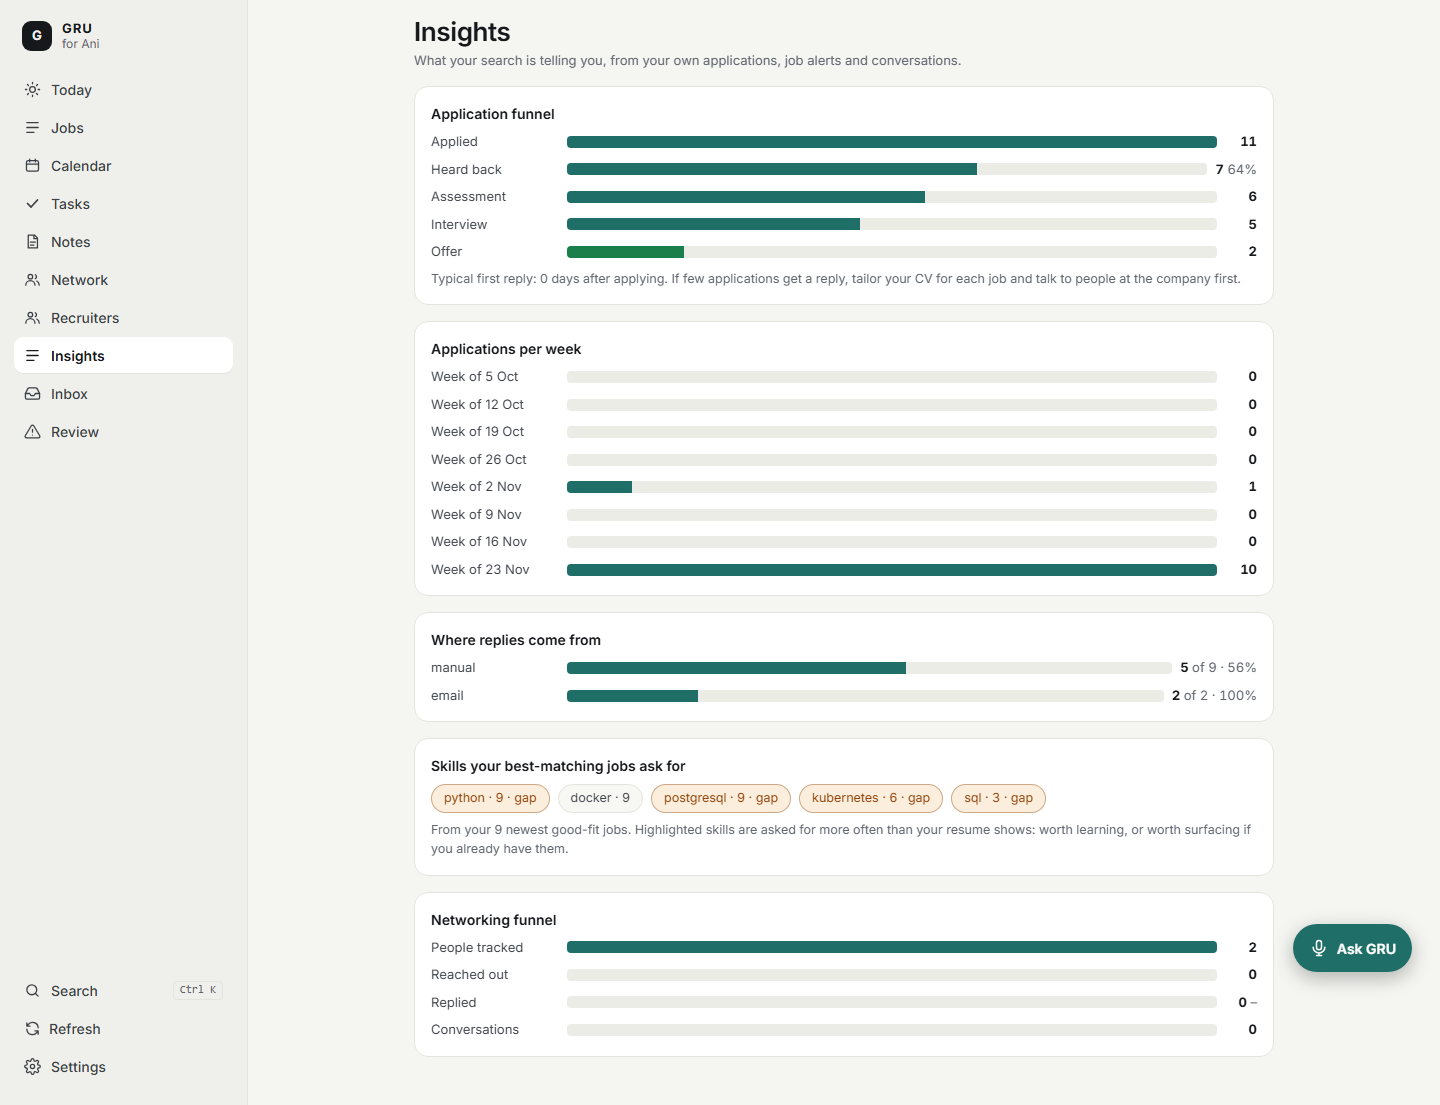 G
GRU
for Ani
Today
Jobs
Calendar
Tasks
Notes
Network
Recruiters
Insights
Inbox
Review
Search Ctrl K
Refresh
Settings
Insights
What your search is telling you, from your own applications, job alerts and conversations.
Application funnel
Applied 11
Heard back 7 64%
Assessment 6
Interview 5
Offer 2
Typical first reply: 0 days after applying. If few applications get a reply, tailor your CV for each job and talk to people at the company first.
Applications per week
Week of 5 Oct 0
Week of 12 Oct 0
Week of 19 Oct 0
Week of 26 Oct 0
Week of 2 Nov 1
Week of 9 Nov 0
Week of 16 Nov 0
Week of 23 Nov 10
Where replies come from
manual 5 of 9 · 56%
email 2 of 2 · 100%
Skills your best-matching jobs ask for
python · 9 · gap docker · 9 postgresql · 9 · gap kubernetes · 6 · gap sql · 3 · gap
From your 9 newest good-fit jobs. Highlighted skills are asked for more often than your resume shows: worth learning, or worth surfacing if
you already have them.
Networking funnel
People tracked 2
Reached out 0
Replied 0 –
Conversations 0
Ask GRU